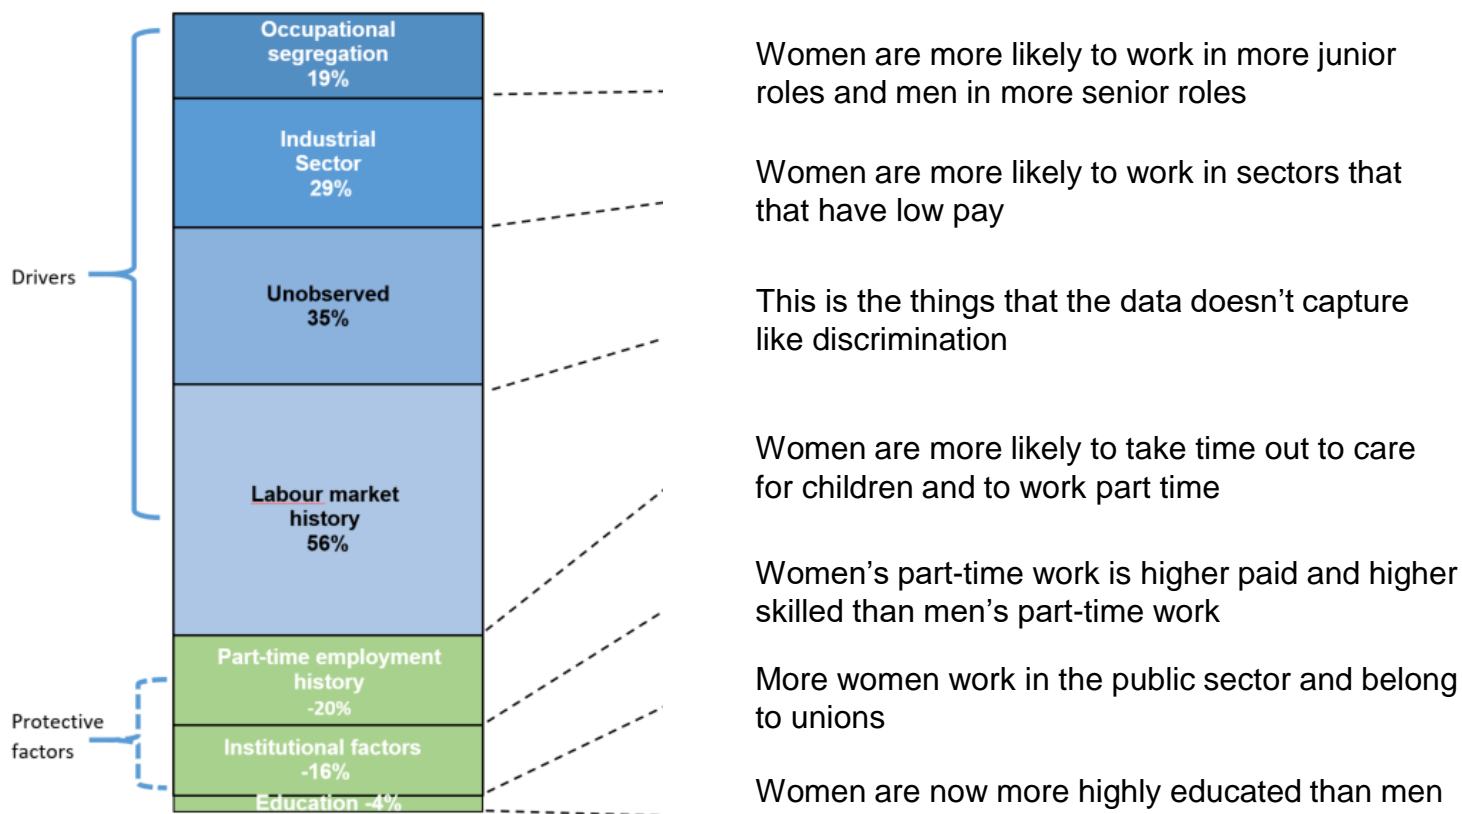 Occupational
segregation
19%
Women are more likely to work in more junior
roles and men in more senior roles
Industrial
Sector
29%
Women are more likely to work in sectors that
that have low pay
Drivers
Unobserved
35%
This is the things that the data doesn’t capture
like discrimination
Labour market
history
56%
Women are more likely to take time out to care
for children and to work part time
Part-time employment
history
-20%
Women’s part-time work is higher paid and higher
skilled than men’s part-time work
Protective
factors
Institutional factors
-16%
More women work in the public sector and belong
to unions
Education -4%
Women are now more highly educated than men